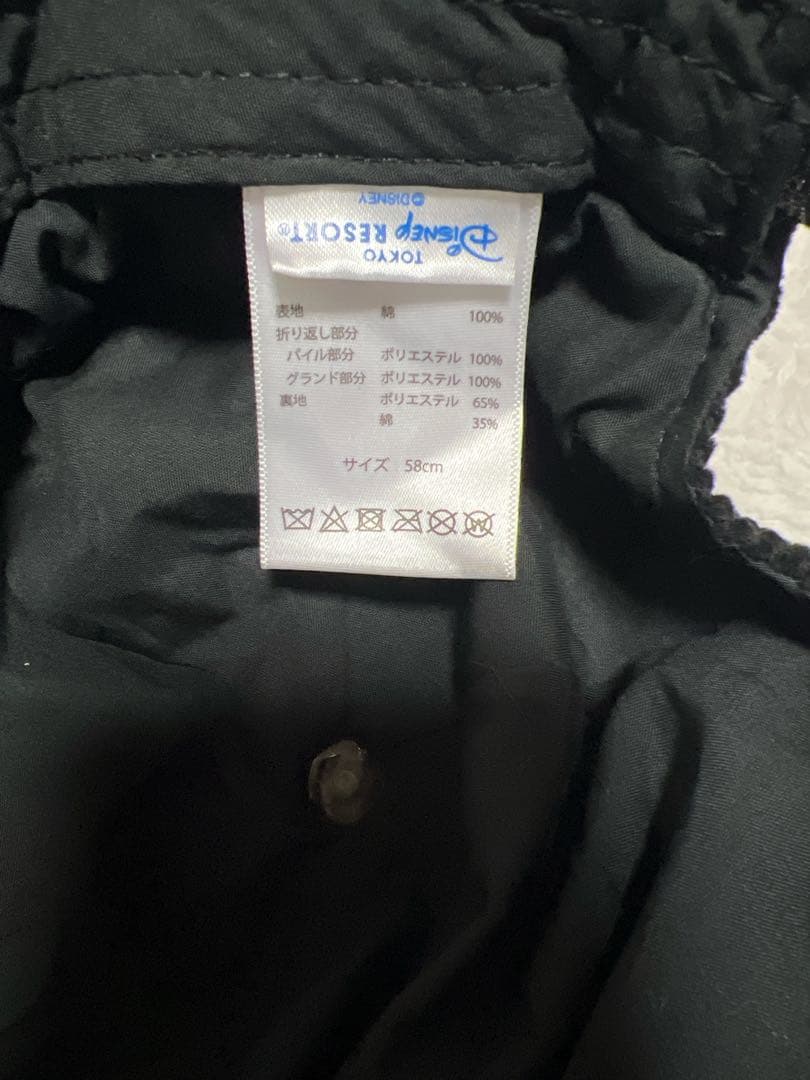 ©DISNEY
TOKYO
DISNEY RESORT®
表地 綿 100%
折り返し部分
パイル部分 ポリエステル 100%
グランド部分 ポリエステル 100%
裏地 ポリエステル 65%
綿 35%
サイズ 58cm
W